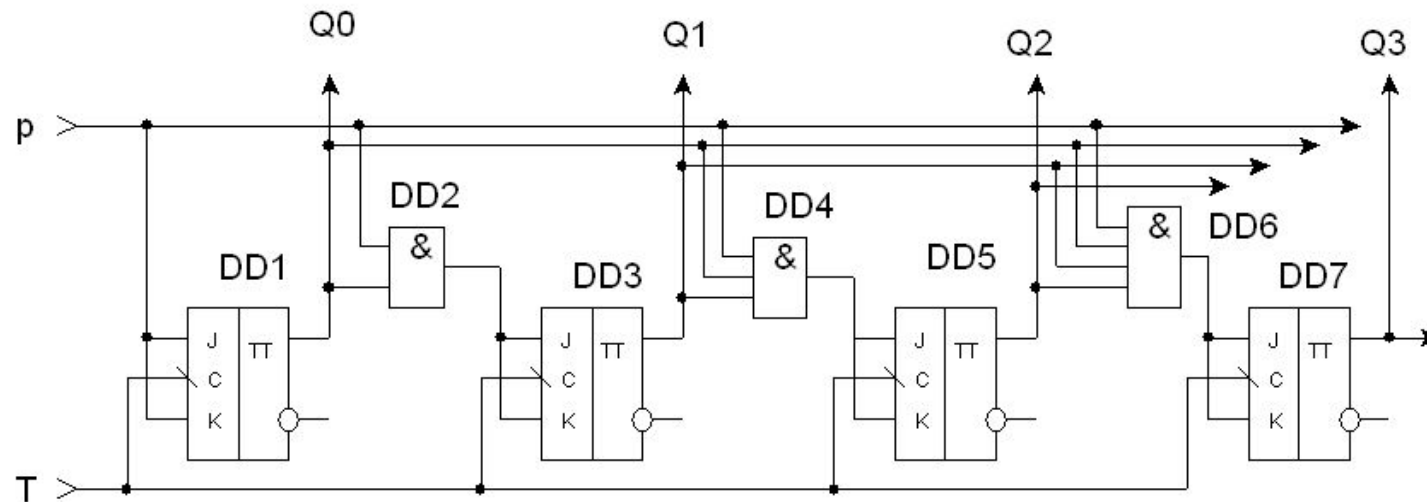 Q0 Q1 Q2 Q3
p
DD2 DD4 DD6
& & &
DD1 DD3 DD5 DD7
J TT J TT J TT J TT
C C C C
K K K K
T